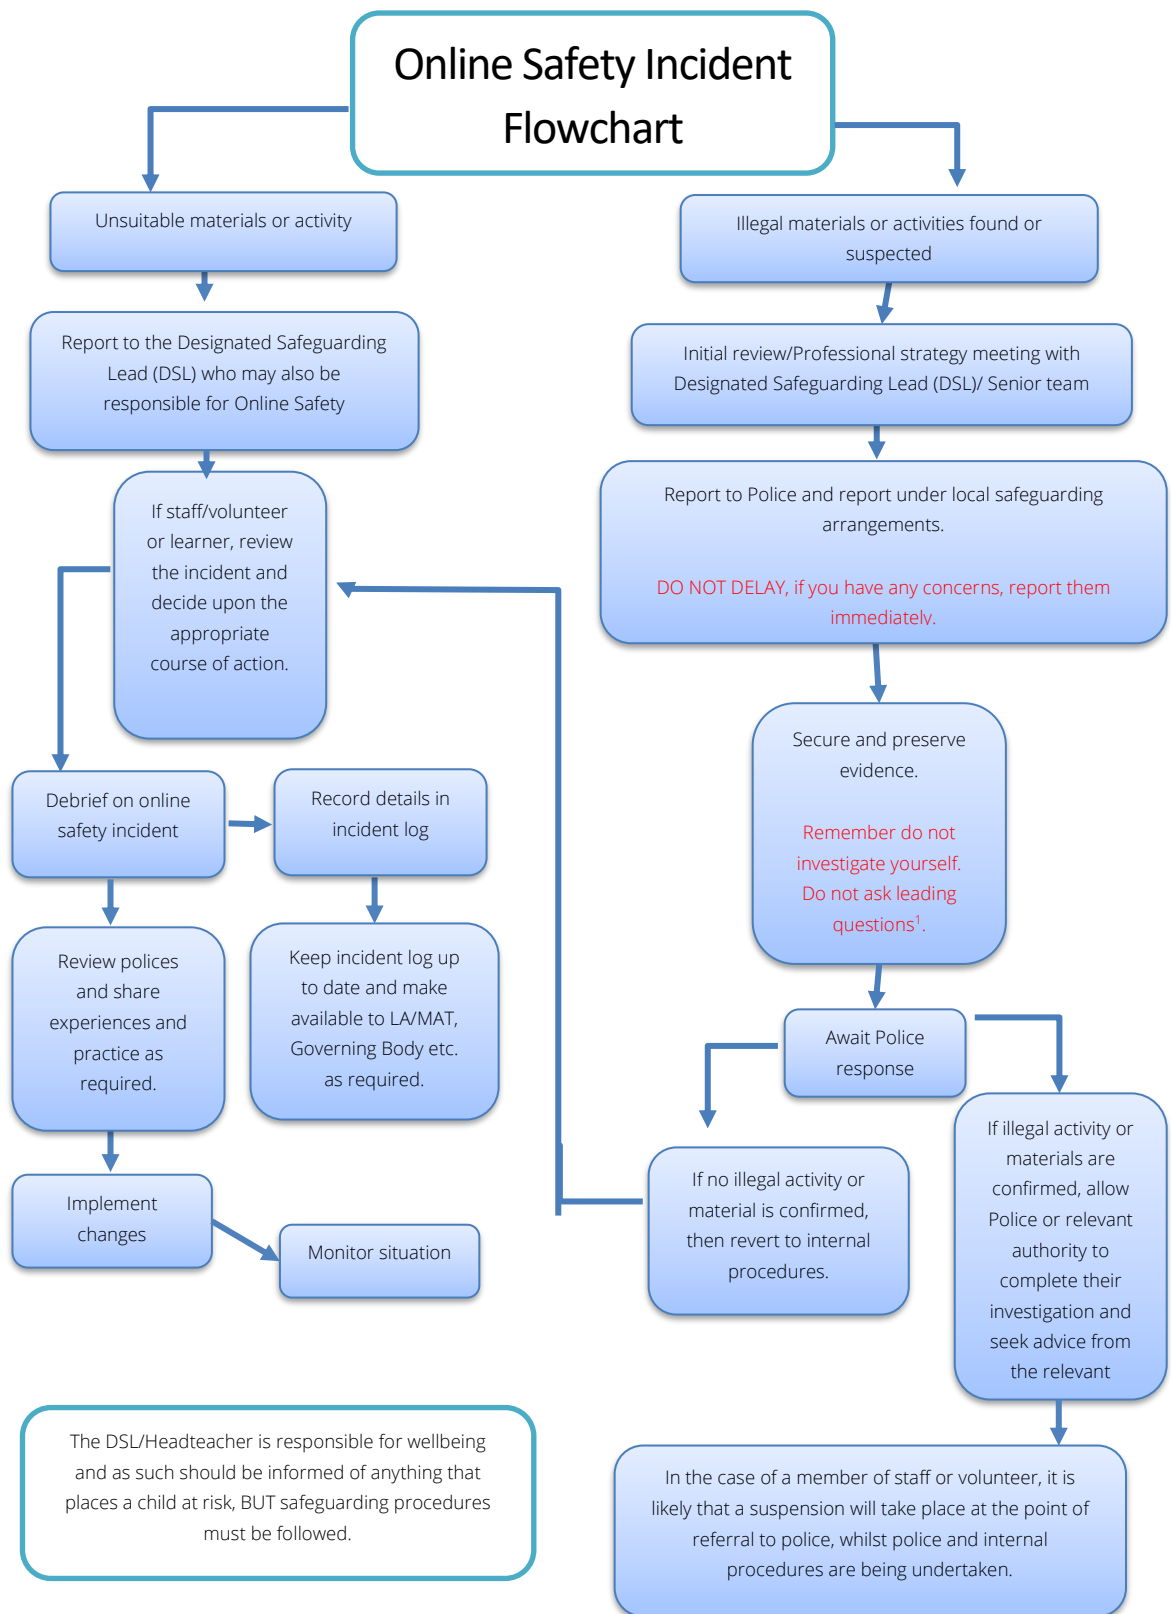 Online Safety Incident
Flowchart
Unsuitable materials or activity
Report to the Designated Safeguarding
Lead (DSL) who may also be
responsible for Online Safety
If staff/volunteer
or learner, review
the incident and
decide upon the
appropriate
course of action.
Debrief on online
safety incident
Record details in
incident log
Review polices
and share
experiences and
practice as
required.
Keep incident log up
to date and make
available to LA/MAT,
Governing Body etc.
as required.
Implement
changes
Monitor situation
Illegal materials or activities found or
suspected
Initial review/Professional strategy meeting with
Designated Safeguarding Lead (DSL)/ Senior team
Report to Police and report under local safeguarding
arrangements.
DO NOT DELAY, if you have any concerns, report them
immediately.
Secure and preserve
evidence.
Remember do not
investigate yourself.
Do not ask leading
questions¹.
Await Police
response
If no illegal activity or
material is confirmed,
then revert to internal
procedures.
If illegal activity or
materials are
confirmed, allow
Police or relevant
authority to
complete their
investigation and
seek advice from
the relevant
In the case of a member of staff or volunteer, it is
likely that a suspension will take place at the point of
referral to police, whilst police and internal
procedures are being undertaken.
The DSL/Headteacher is responsible for wellbeing
and as such should be informed of anything that
places a child at risk, BUT safeguarding procedures
must be followed.